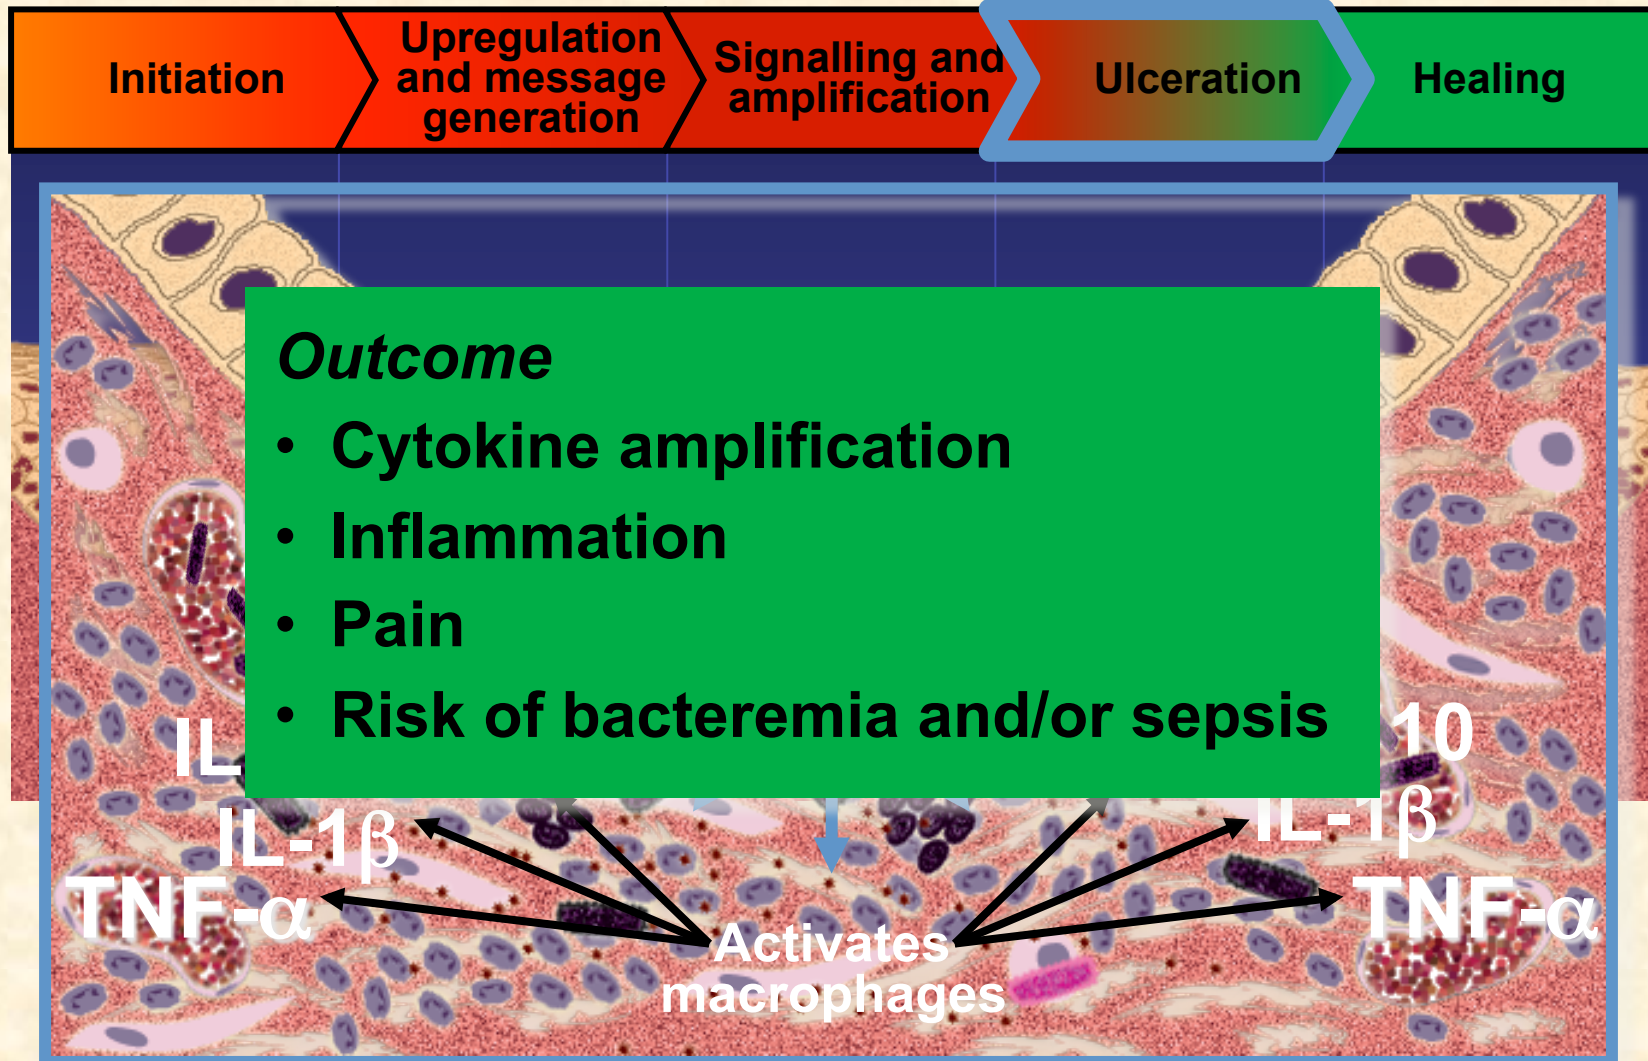 Initiation
Upregulation
and message
generation
Signalling and
amplification
Ulceration
Healing
Outcome
• Cytokine amplification
• Inflammation
• Pain
• Risk of bacteremia and/or sepsis
IL
10
IL-1β
IL-1β
TNF-α
TNF-α
Activates
macrophages